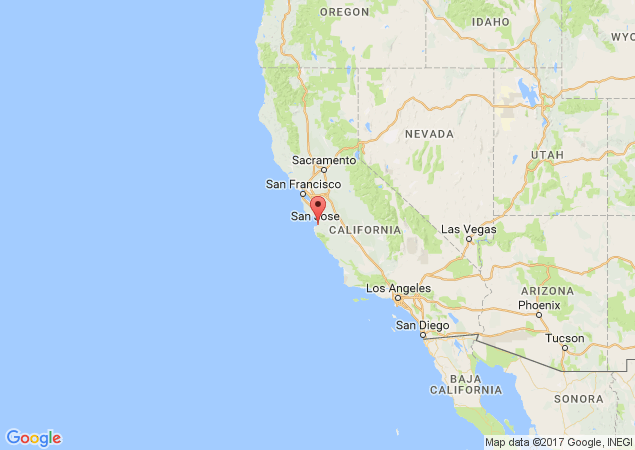 OREGON
IDAHO
WYO
NEVADA
UTAH
Sacramento
San Francisco
San Jose
CALIFORNIA
Las Vegas
Los Angeles
ARIZONA
Phoenix
San Diego
Tucson
BAJA
CALIFORNIA
SONORA
Google
Map data ©2017 Google, INEGI